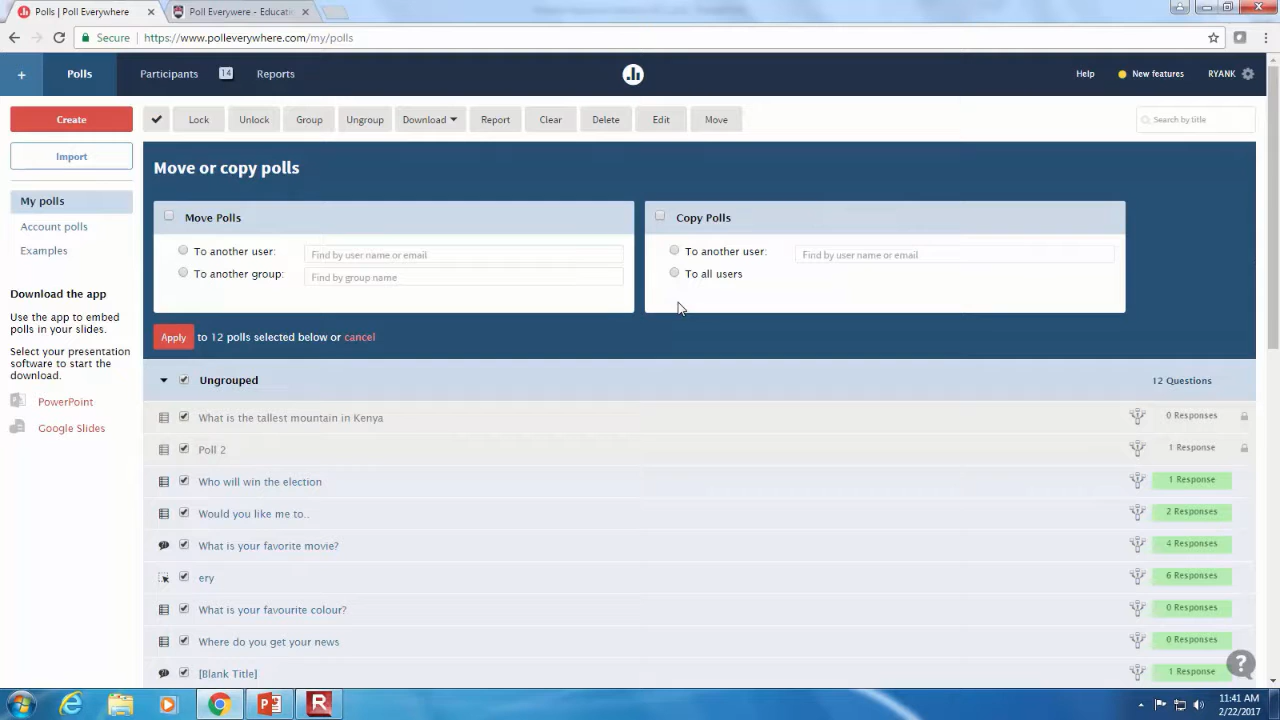 Polls | Poll Everywhere
Poll Everywere - Educatic
Secure
https://www.polleverywhere.com/my/polls
+ Polls Participants 14 Reports
Help New features RYANK
Create
Lock Unlock Group Ungroup Download Report Clear Delete Edit Move
Search by title
Import
My polls
Account polls
Examples
Download the app
Use the app to embed
polls in your slides.
Select your presentation
software to start the
download.
PowerPoint
Google Slides
Move or copy polls
Move Polls
To another user: Find by user name or email
To another group: Find by group name
Copy Polls
To another user: Find by user name or email
To all users
Apply to 12 polls selected below or cancel
Ungrouped 12 Questions
What is the tallest mountain in Kenya 0 Responses
Poll 2 1 Response
Who will win the election 1 Response
Would you like me to.. 2 Responses
What is your favorite movie? 4 Responses
ery 6 Responses
What is your favourite colour? 0 Responses
Where do you get your news 0 Responses
[Blank Title] 1 Response
?
11:41 AM
2/22/2017